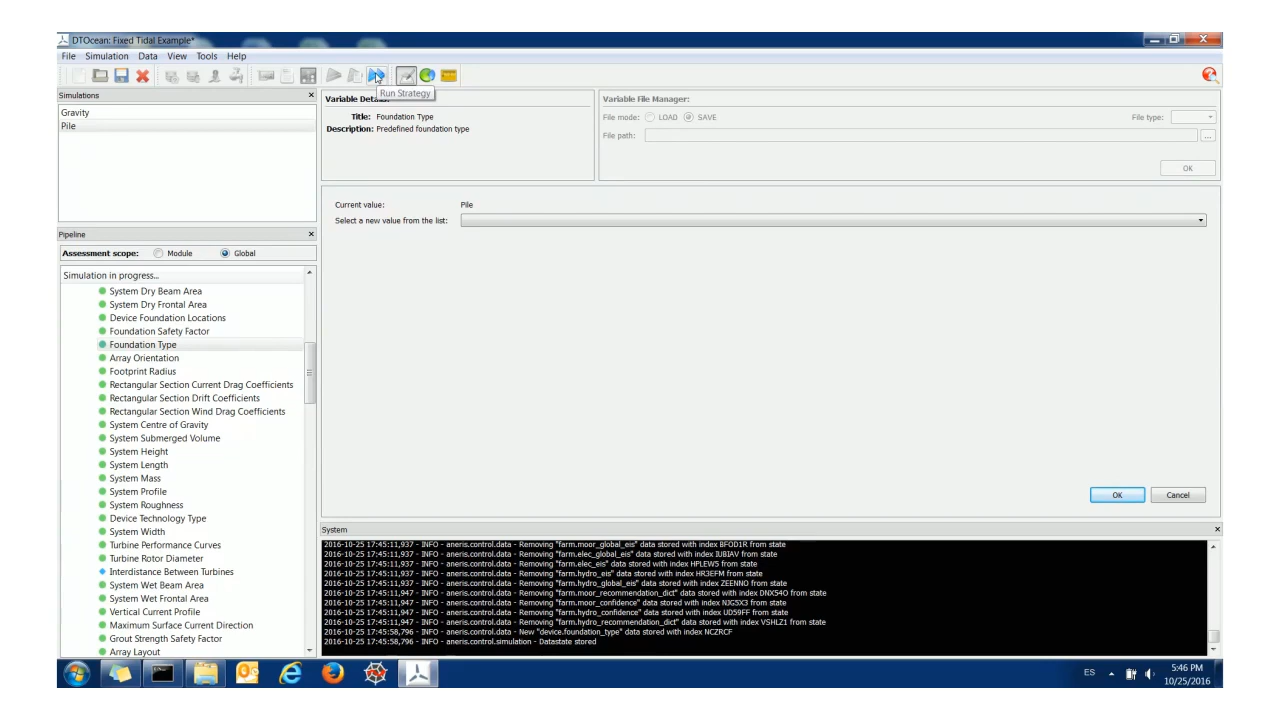 DTOcean: Fixed Tidal Example*
File Simulation Data View Tools Help
Run Strategy
Simulations
Gravity
Pile
Variable Details:
Title: Foundation Type
Description: Predefined foundation type
Variable File Manager:
File mode: LOAD SAVE File type:
File path: ...
OK
Current value: Pile
Select a new value from the list:
Pipeline
Assessment scope: Module Global
Simulation in progress...
System Dry Beam Area
System Dry Frontal Area
Device Foundation Locations
Foundation Safety Factor
Foundation Type
Array Orientation
Footprint Radius
Rectangular Section Current Drag Coefficients
Rectangular Section Drift Coefficients
Rectangular Section Wind Drag Coefficients
System Centre of Gravity
System Submerged Volume
System Height
System Length
System Mass
System Profile
System Roughness
Device Technology Type
System Width
Turbine Performance Curves
Turbine Rotor Diameter
Interdistance Between Turbines
System Wet Beam Area
System Wet Frontal Area
Vertical Current Profile
Maximum Surface Current Direction
Grout Strength Safety Factor
Array Layout
OK Cancel
System
2016-10-25 17:45:11,937 - INFO - aneris.control.data - Removing "farm.moor_global_eis" data stored with index BFOD1R from state
2016-10-25 17:45:11,937 - INFO - aneris.control.data - Removing "farm.elec_global_eis" data stored with index IUBIAV from state
2016-10-25 17:45:11,937 - INFO - aneris.control.data - Removing "farm.elec_eis" data stored with index HPLEWS from state
2016-10-25 17:45:11,937 - INFO - aneris.control.data - Removing "farm.hydro_eis" data stored with index HR3EFM from state
2016-10-25 17:45:11,937 - INFO - aneris.control.data - Removing "farm.hydro_global_eis" data stored with index ZEENNO from state
2016-10-25 17:45:11,947 - INFO - aneris.control.data - Removing "farm.moor_recommendation_dict" data stored with index DNX54O from state
2016-10-25 17:45:11,947 - INFO - aneris.control.data - Removing "farm.moor_confidence" data stored with index NJG5X3 from state
2016-10-25 17:45:11,947 - INFO - aneris.control.data - Removing "farm.hydro_confidence" data stored with index UD59FF from state
2016-10-25 17:45:11,947 - INFO - aneris.control.data - Removing "farm.hydro_recommendation_dict" data stored with index VSHLZ1 from state
2016-10-25 17:45:58,796 - INFO - aneris.control.data - New "device.foundation_type" data stored with index NCZRCF
2016-10-25 17:45:58,796 - INFO - aneris.control.simulation - Datastate stored
ES
5:46 PM
10/25/2016